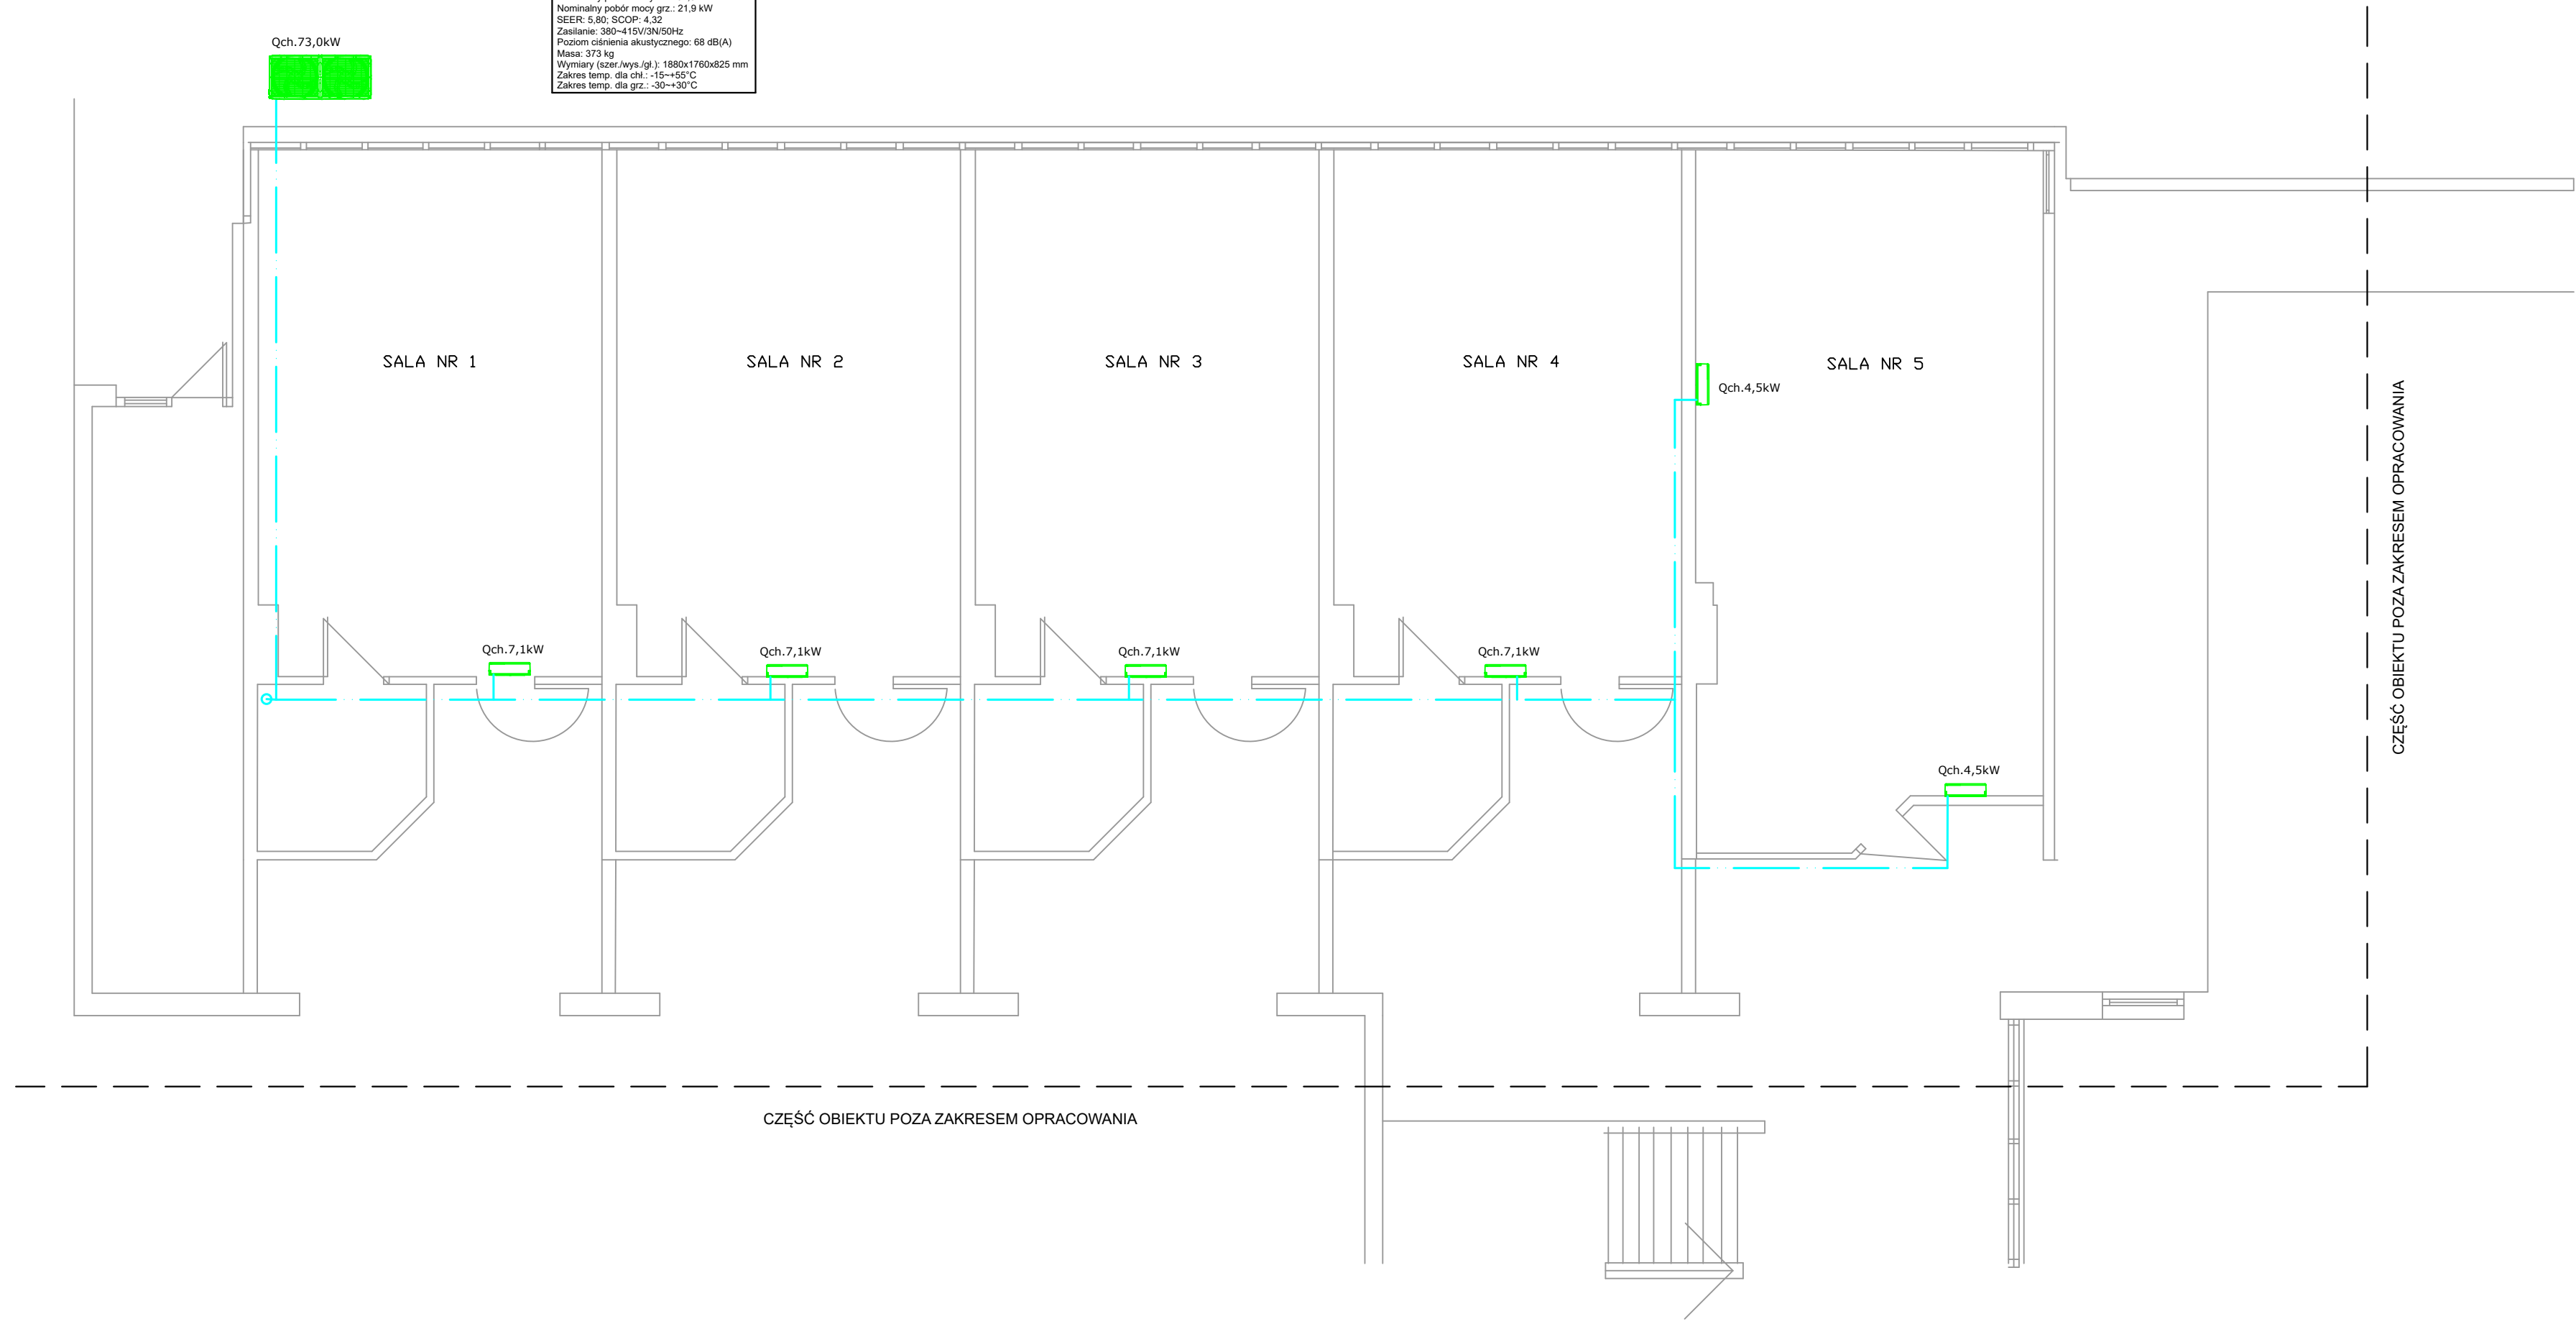 Nominalny pobór mocy grz.: 21,9 kW
SEER: 5,80; SCOP: 4,32
Zasilanie: 380~415V/3N/50Hz
Poziom ciśnienia akustycznego: 68 dB(A)
Masa: 373 kg
Wymiary (szer./wys./gł.): 1880x1760x825 mm
Zakres temp. dla chł.: -15~+55°C
Zakres temp. dla grz.: -30~+30°C
Qch.73,0kW
SALA NR 1
SALA NR 2
SALA NR 3
SALA NR 4
SALA NR 5
Qch.4,5kW
Qch.7,1kW
Qch.7,1kW
Qch.7,1kW
Qch.7,1kW
Qch.4,5kW
CZĘŚĆ OBIEKTU POZA ZAKRESEM OPRACOWANIA
CZĘŚĆ OBIEKTU POZA ZAKRESEM OPRACOWANIA